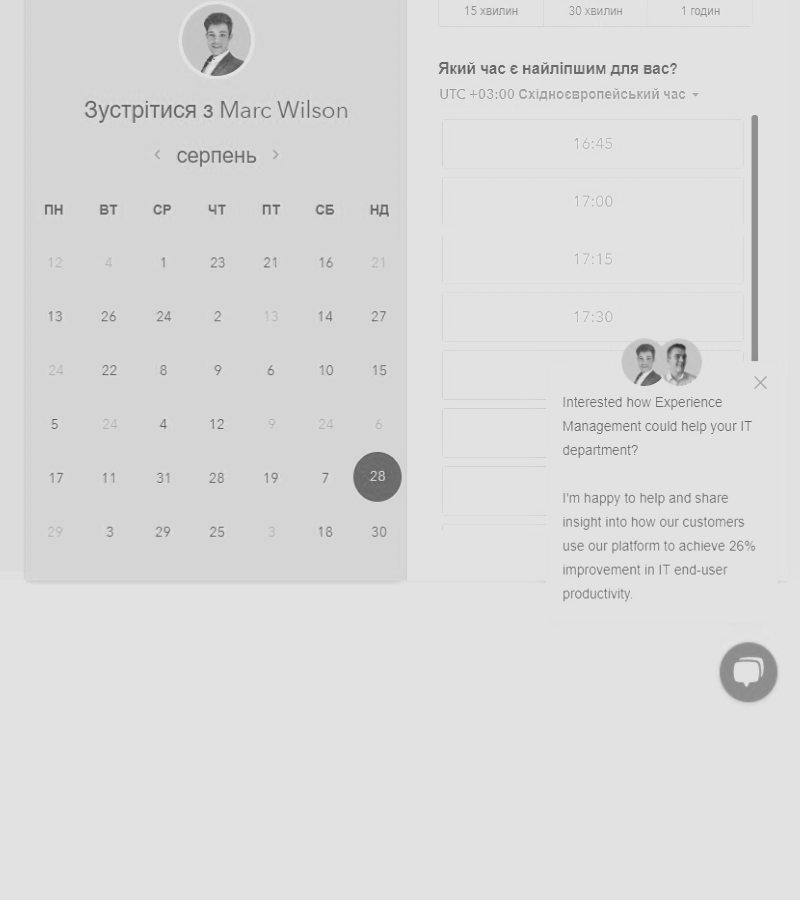 Зустрітися з Marc Wilson
серпень
ПН ВТ СР ЧТ ПТ СБ НД
12 4 1 23 21 16 21
13 26 24 2 13 14 27
24 22 8 9 6 10 15
5 24 4 12 9 24 6
17 11 31 28 19 7 28
29 3 29 25 3 18 30
15 хвилин 30 хвилин 1 годин
Який час є найліпшим для вас?
UTC +03:00 Східноєвропейський час
16:45
17:00
17:15
17:30
Interested how Experience
Management could help your IT
department?
I'm happy to help and share
insight into how our customers
use our platform to achieve 26%
improvement in IT end-user
productivity.